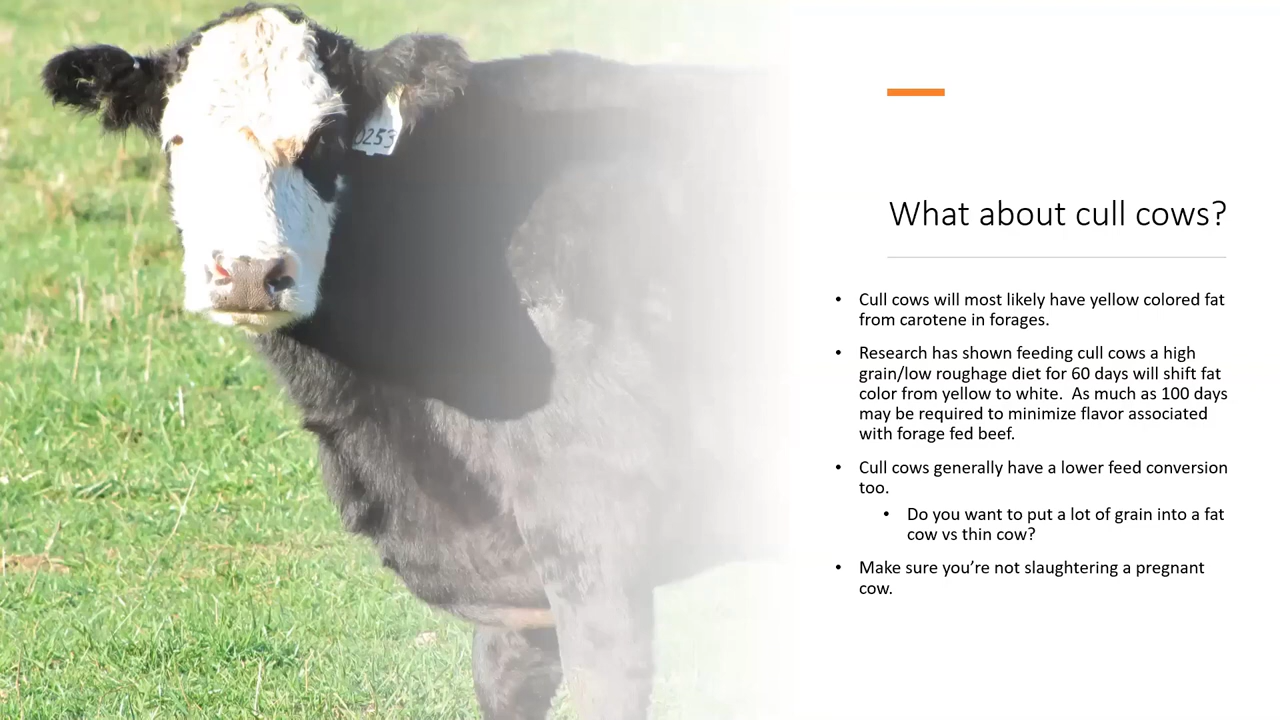 0253
What about cull cows?
• Cull cows will most likely have yellow colored fat
from carotene in forages.
• Research has shown feeding cull cows a high
grain/low roughage diet for 60 days will shift fat
color from yellow to white.  As much as 100 days
may be required to minimize flavor associated
with forage fed beef.
• Cull cows generally have a lower feed conversion
too.
• Do you want to put a lot of grain into a fat
cow vs thin cow?
• Make sure you’re not slaughtering a pregnant
cow.